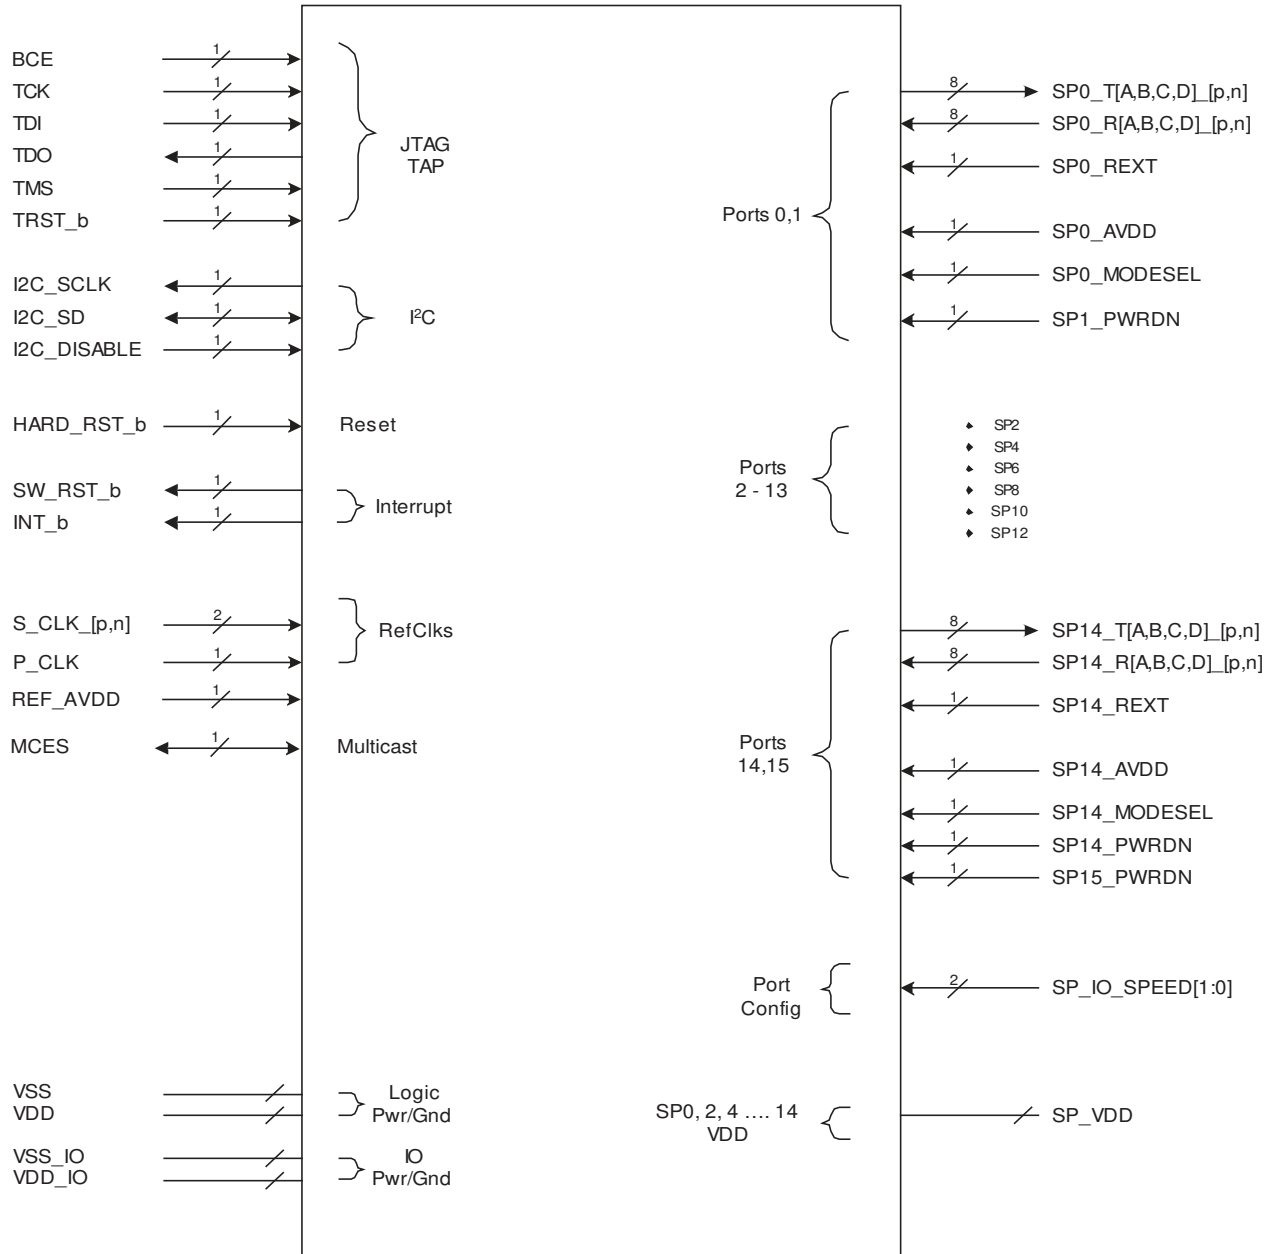 BCE 1
TCK 1
TDI 1
TDO 1
TMS 1
TRST_b 1
JTAG
TAP
I2C_SCLK 1
I2C_SD 1
I2C_DISABLE 1
I²C
HARD_RST_b 1 Reset
SW_RST_b 1
INT_b 1
Interrupt
S_CLK_[p,n] 2
P_CLK 1
RefClks
REF_AVDD 1
MCES 1 Multicast
VSS
VDD
Logic
Pwr/Gnd
VSS_IO
VDD_IO
IO
Pwr/Gnd
Ports 0,1
8 SP0_T[A,B,C,D]_[p,n]
8 SP0_R[A,B,C,D]_[p,n]
1 SP0_REXT
1 SP0_AVDD
1 SP0_MODESEL
1 SP1_PWRDN
Ports
2 - 13
SP2
SP4
SP6
SP8
SP10
SP12
Ports
14,15
8 SP14_T[A,B,C,D]_[p,n]
8 SP14_R[A,B,C,D]_[p,n]
1 SP14_REXT
1 SP14_AVDD
1 SP14_MODESEL
1 SP14_PWRDN
1 SP15_PWRDN
Port
Config
2 SP_IO_SPEED[1:0]
SP0, 2, 4 .... 14
VDD
SP_VDD